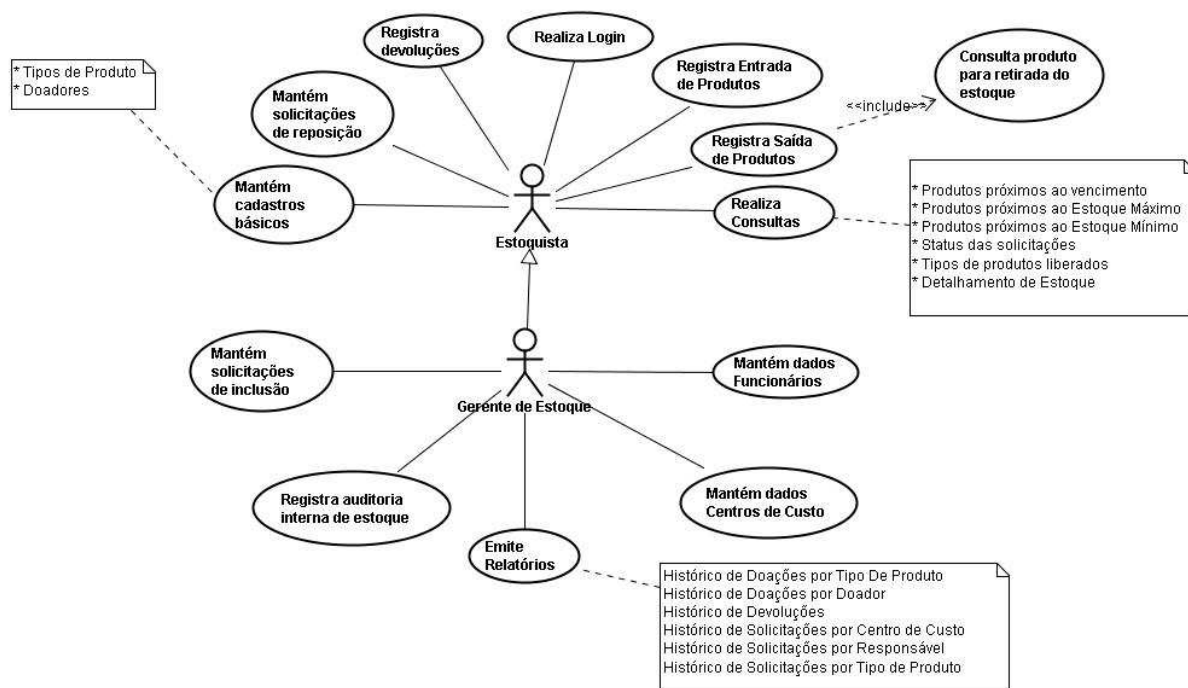 Registra
devoluções
Realiza Login
Registra Entrada
de Produtos
Consulta produto
para retirada do
estoque
* Tipos de Produto
* Doadores
Mantém
solicitações
de reposição
<<include>>
Registra Saída
de Produtos
Mantém
cadastros
básicos
Realiza
Consultas
* Produtos próximos ao vencimento
* Produtos próximos ao Estoque Máximo
* Produtos próximos ao Estoque Mínimo
* Status das solicitações
* Tipos de produtos liberados
* Detalhamento de Estoque
Estoquista
Mantém
solicitações
de inclusão
Mantém dados
Funcionários
Gerente de Estoque
Registra auditoria
interna de estoque
Mantém dados
Centros de Custo
Emite
Relatórios
Histórico de Doações por Tipo De Produto
Histórico de Doações por Doador
Histórico de Devoluções
Histórico de Solicitações por Centro de Custo
Histórico de Solicitações por Responsável
Histórico de Solicitações por Tipo de Produto